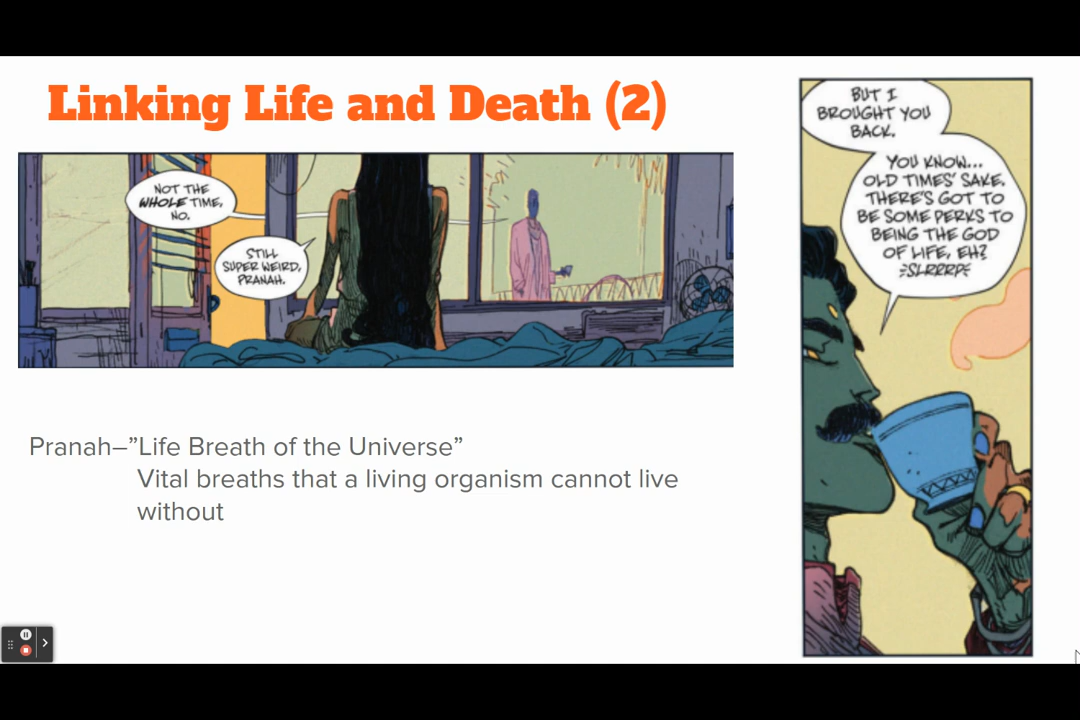 Linking Life and Death (2)
NOT THE
WHOLE TIME,
NO.
STILL
SUPER WEIRD,
PRANAH.
BUT I
BROUGHT YOU
BACK.
YOU KNOW...
OLD TIMES' SAKE.
THERE'S GOT TO
BE SOME PERKS TO
BEING THE GOD
OF LIFE, EH?
SLRRRP
Pranah–”Life Breath of the Universe”
Vital breaths that a living organism cannot live
without